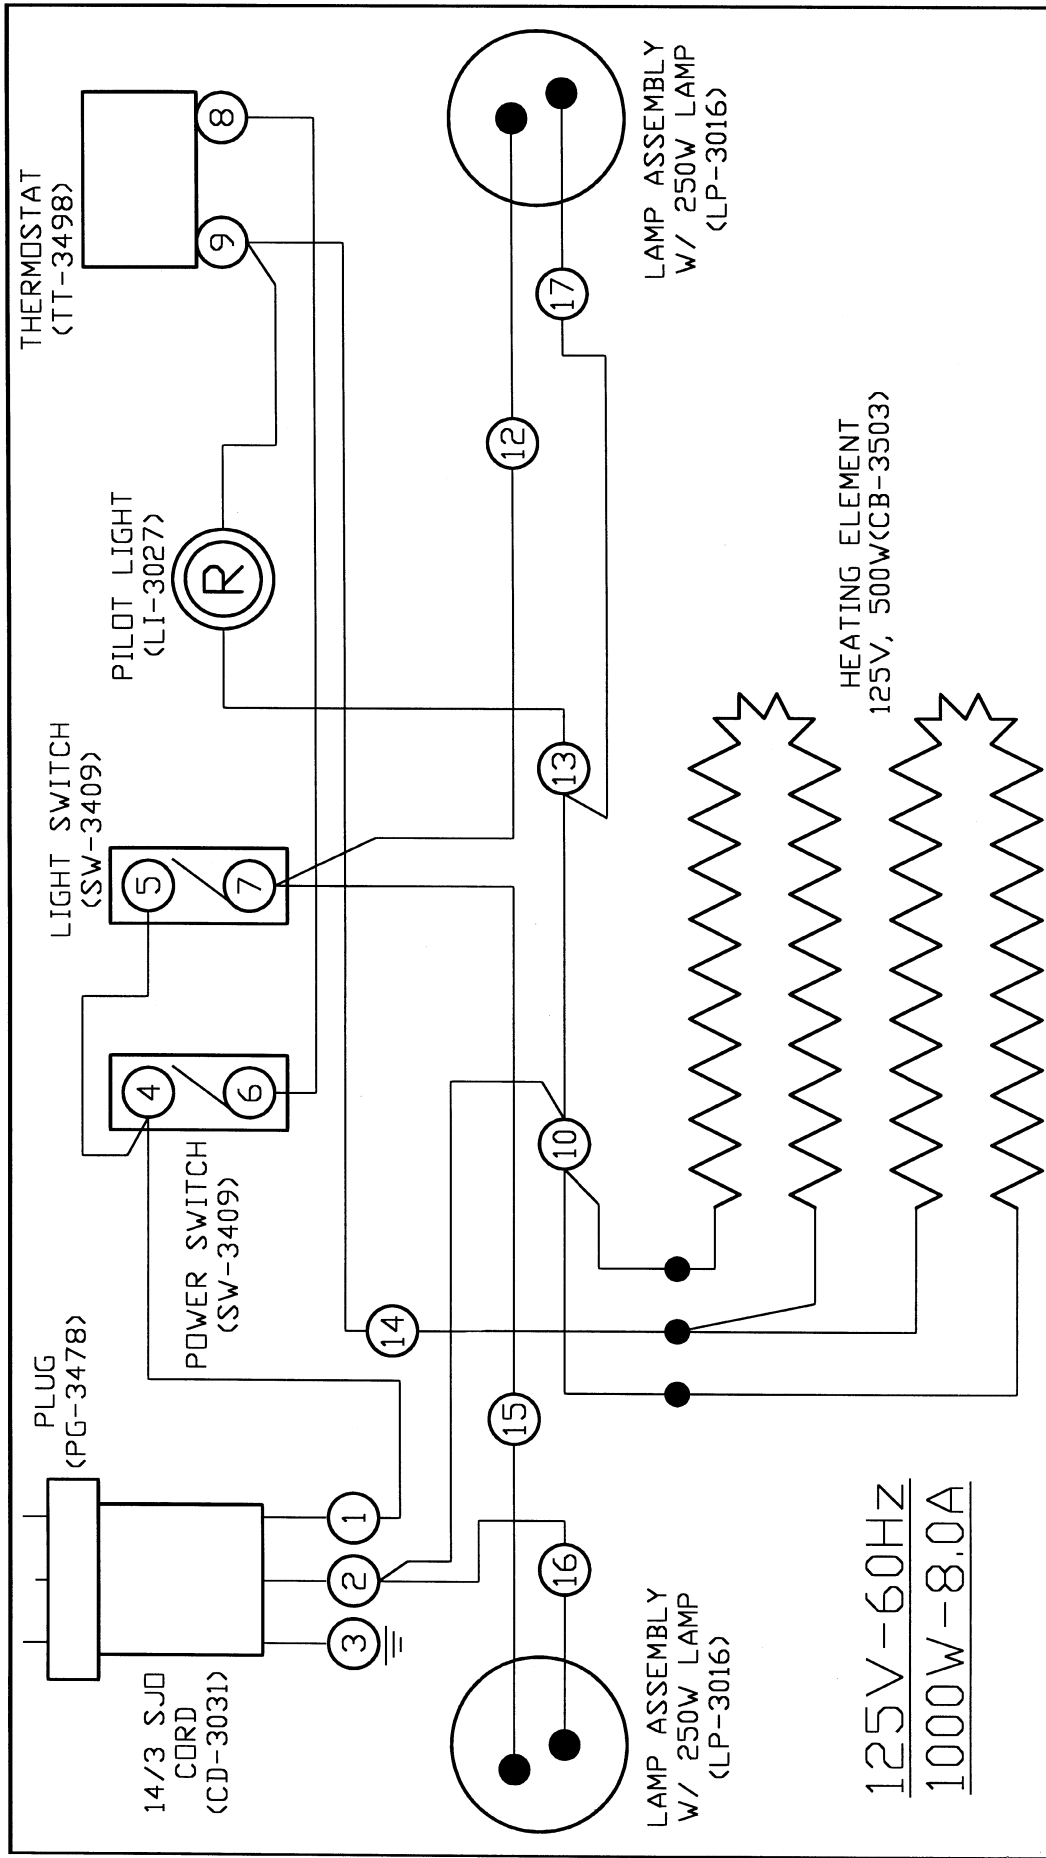 PLUG
(PG-3478)
14/3 SJO
CORD
(CD-3031)
3
2
1
POWER SWITCH
(SW-3409)
4
6
LIGHT SWITCH
(SW-3409)
5
7
PILOT LIGHT
(LI-3027)
R
THERMOSTAT
(TT-3498)
9
8
14
15
16
10
13
12
17
LAMP ASSEMBLY
W/ 250W LAMP
(LP-3016)
LAMP ASSEMBLY
W/ 250W LAMP
(LP-3016)
HEATING ELEMENT
125V, 500W(CB-3503)
125V-60HZ
1000W-8.0A